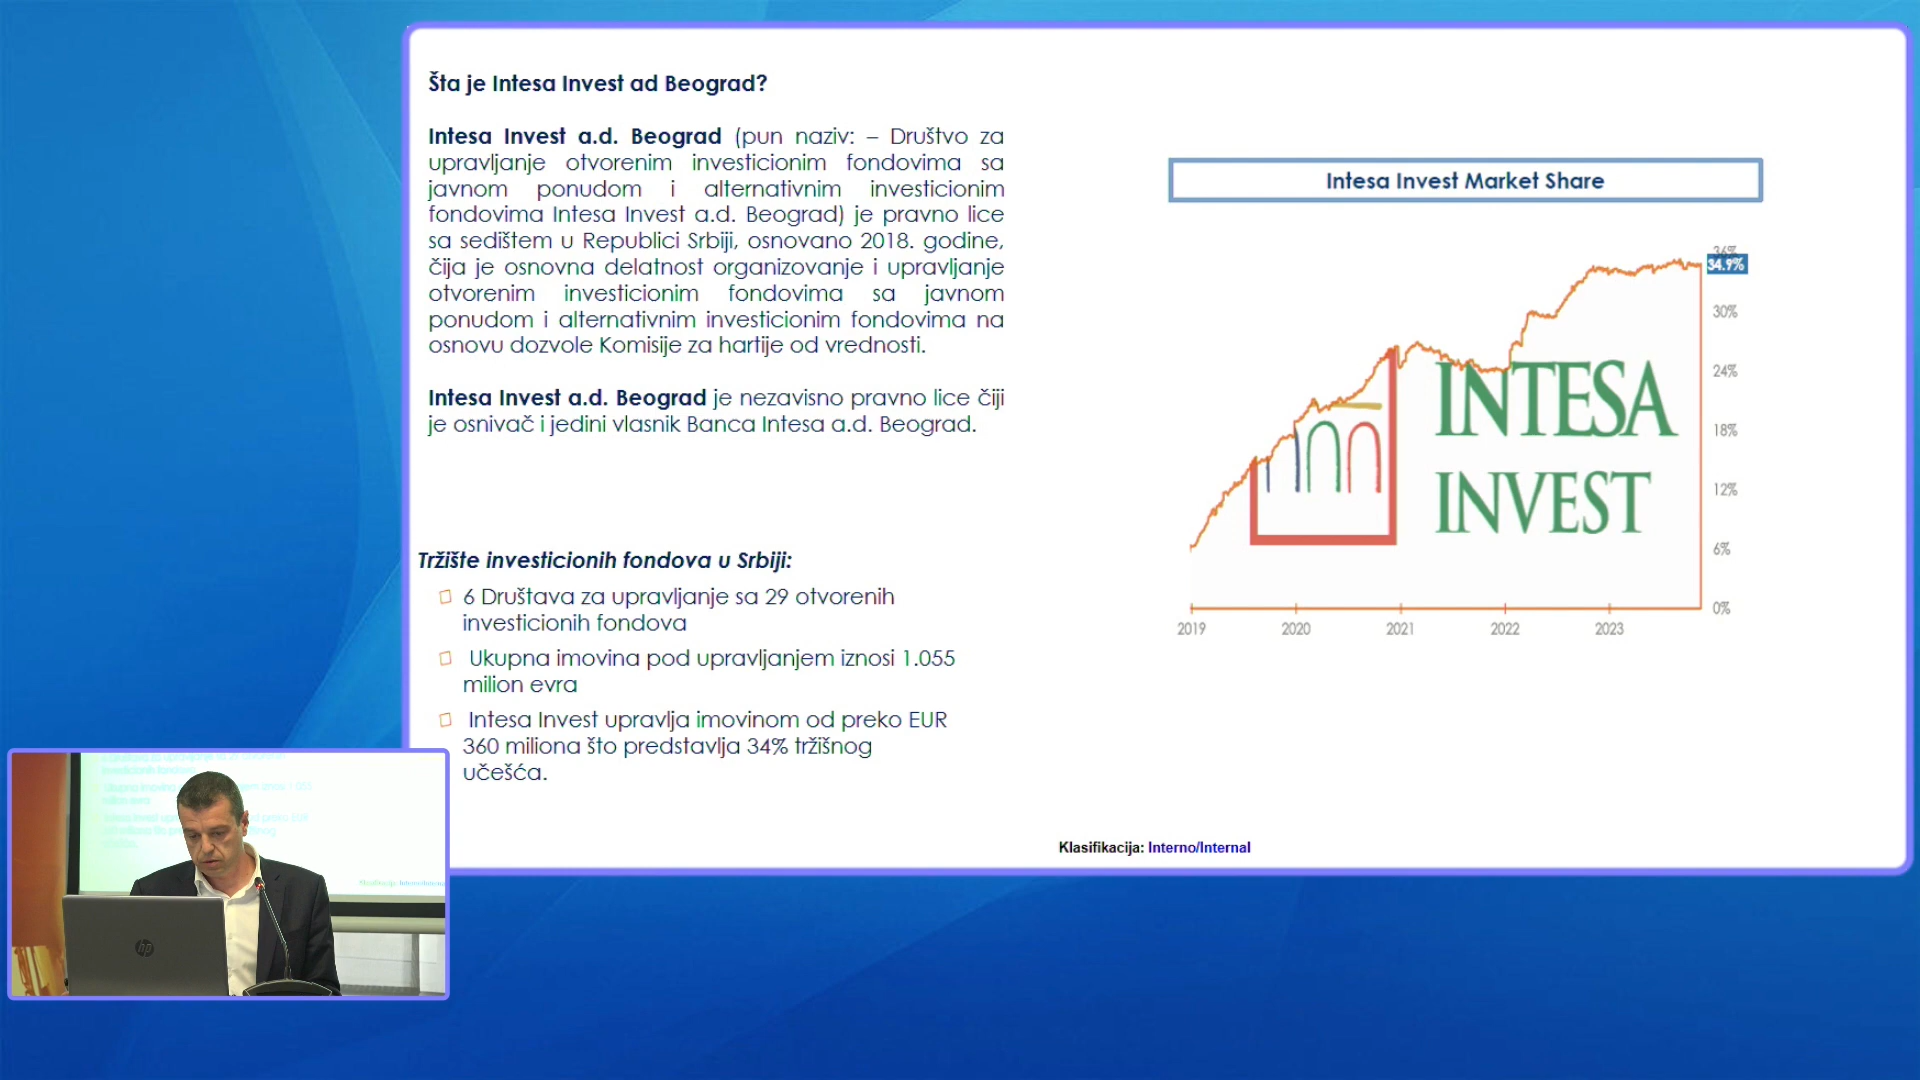 Šta je Intesa Invest ad Beograd?
Intesa Invest a.d. Beograd (pun naziv: – Društvo za
upravljanje otvorenim investicionim fondovima sa
javnom ponudom i alternativnim investicionim
fondovima Intesa Invest a.d. Beograd) je pravno lice
sa sedištem u Republici Srbiji, osnovano 2018. godine,
čija je osnovna delatnost organizovanje i upravljanje
otvorenim investicionim fondovima sa javnom
ponudom i alternativnim investicionim fondovima na
osnovu dozvole Komisije za hartije od vrednosti.
Intesa Invest a.d. Beograd je nezavisno pravno lice čiji
je osnivač i jedini vlasnik Banca Intesa a.d. Beograd.
Tržište investicionih fondova u Srbiji:
6 Društava za upravljanje sa 29 otvorenih
investicionih fondova
Ukupna imovina pod upravljanjem iznosi 1.055
milion evra
Intesa Invest upravlja imovinom od preko EUR
360 miliona što predstavlja 34% tržišnog
učešća.
Intesa Invest Market Share
36%
34.9%
30%
24%
18%
12%
6%
0%
INTESA
INVEST
2019 2020 2021 2022 2023
Klasifikacija: Interno/Internal
hp